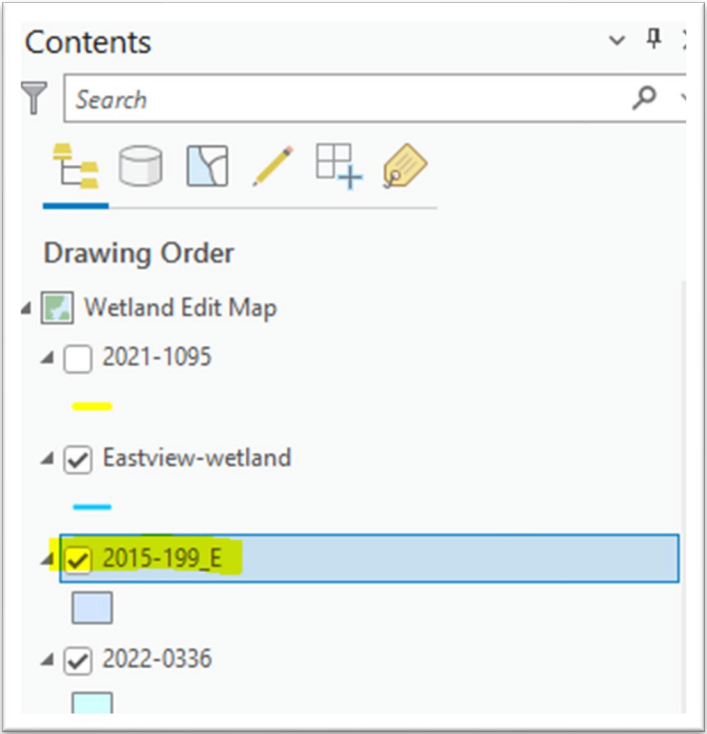 Contents
Search
Drawing Order
Wetland Edit Map
2021-1095
Eastview-wetland
2015-199_E
2022-0336